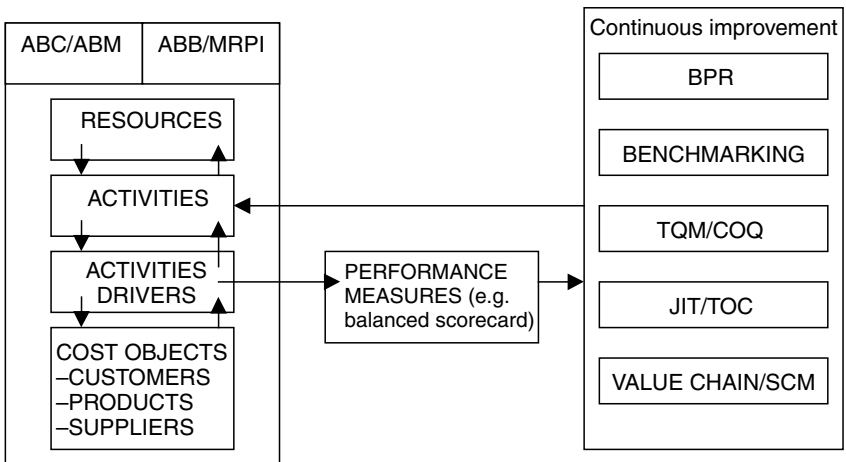 ABC/ABM
ABB/MRPI
RESOURCES
ACTIVITIES
ACTIVITIES
DRIVERS
COST OBJECTS
–CUSTOMERS
–PRODUCTS
–SUPPLIERS
PERFORMANCE
MEASURES (e.g.
balanced scorecard)
Continuous improvement
BPR
BENCHMARKING
TQM/COQ
JIT/TOC
VALUE CHAIN/SCM